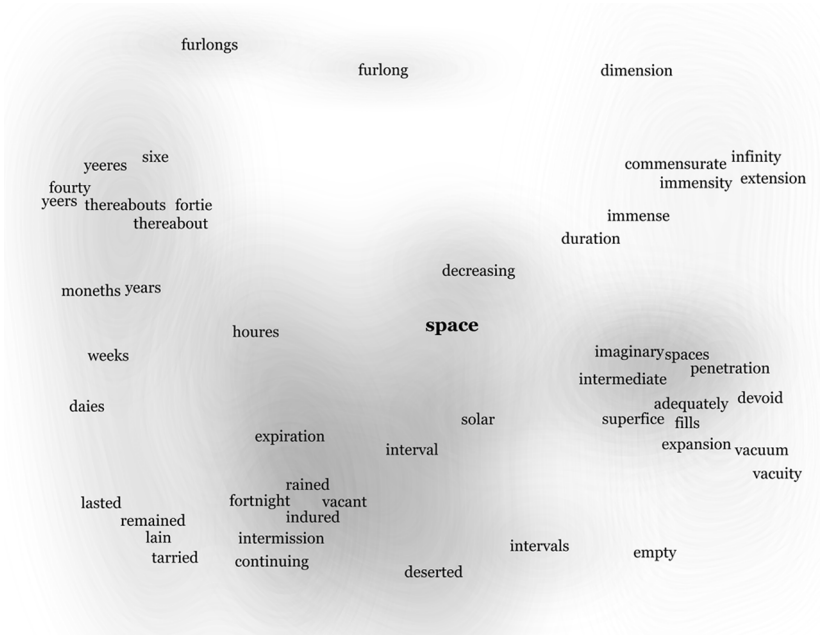 furlongs
furlong
dimension
sixe
yeeres
commensurate
infinity
immensity
extension
fourty
yeers
thereabouts
fortie
thereabout
immense
duration
decreasing
moneths
years
houres
space
weeks
imaginary
spaces
penetration
intermediate
daies
adequately
devoid
superfice
fills
solar
expiration
interval
expansion
vacuum
vacuity
rained
fortnight
vacant
lasted
indured
remained
lain
intermission
tarried
continuing
intervals
empty
deserted